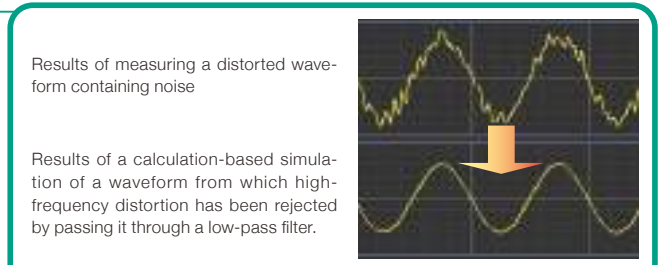 Results of measuring a distorted wave-
form containing noise
Results of a calculation-based simula-
tion of a waveform from which high-
frequency distortion has been rejected
by passing it through a low-pass filter.